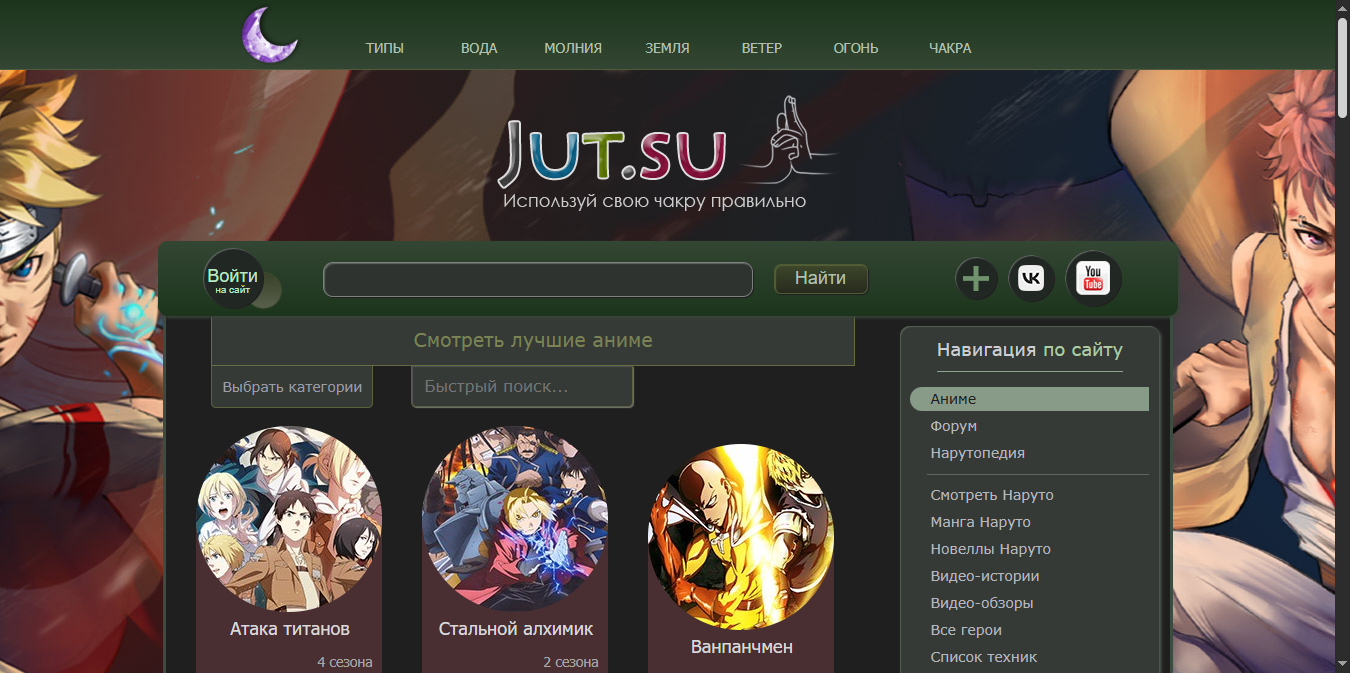 ТИПЫ ВОДА МОЛНИЯ ЗЕМЛЯ ВЕТЕР ОГОНЬ ЧАКРА
JUT.SU
Используй свою чакру правильно
Войти
на сайт
Найти
VK
You
Tube
Смотреть лучшие аниме
Выбрать категории
Быстрый поиск...
Атака титанов
4 сезона
Стальной алхимик
2 сезона
Ванпанчмен
Навигация по сайту
Аниме
Форум
Нарутопедия
Смотреть Наруто
Манга Наруто
Новеллы Наруто
Видео-истории
Видео-обзоры
Все герои
Список техник